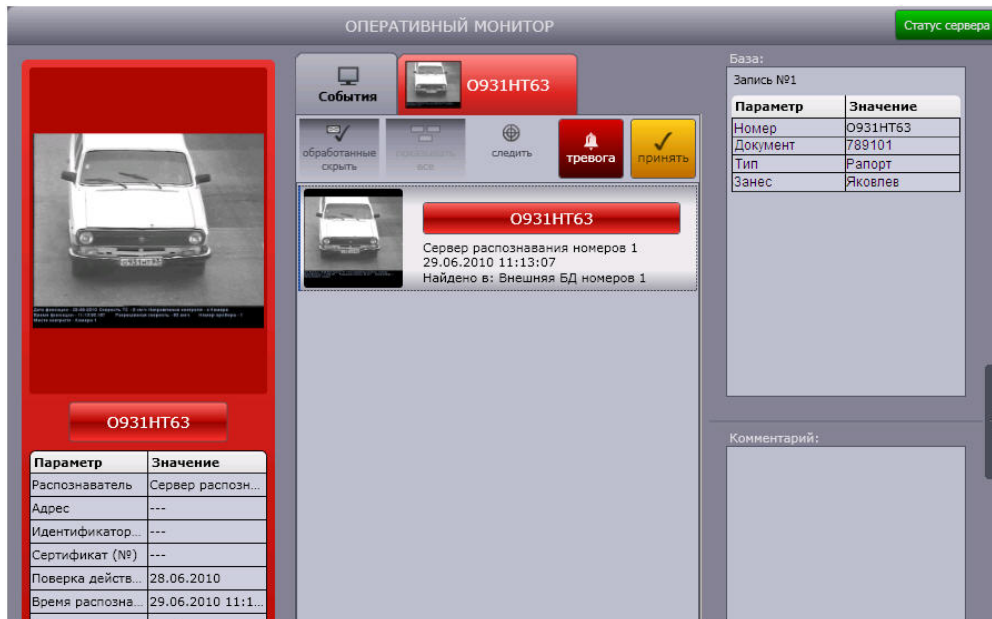 ОПЕРАТИВНЫЙ МОНИТОР
Статус сервера
О931НТ63
Параметр Значение
Распознаватель Сервер распозн...
Адрес ---
Идентификатор... ---
Сертификат (№) ---
Поверка действ... 28.06.2010
Время распозна... 29.06.2010 11:1...
События
О931НТ63
обработанные
скрыть
показывать
все
следить
тревога
принять
О931НТ63
Сервер распознавания номеров 1
29.06.2010 11:13:07
Найдено в: Внешняя БД номеров 1
База:
Запись №1
Параметр Значение
Номер О931НТ63
Документ 789101
Тип Рапорт
Занес Яковлев
Комментарий: